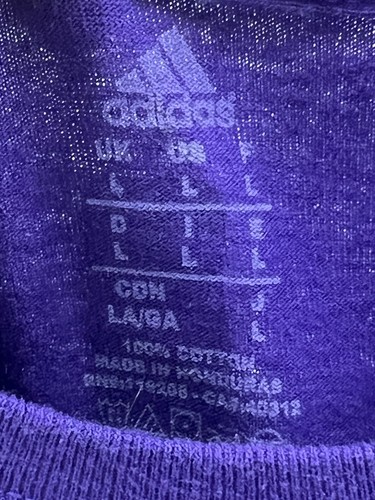 adidas
UK US F
L L L
D I E
L L L
CDN J
LA/GA L
100% COTTON
MADE IN HONDURAS